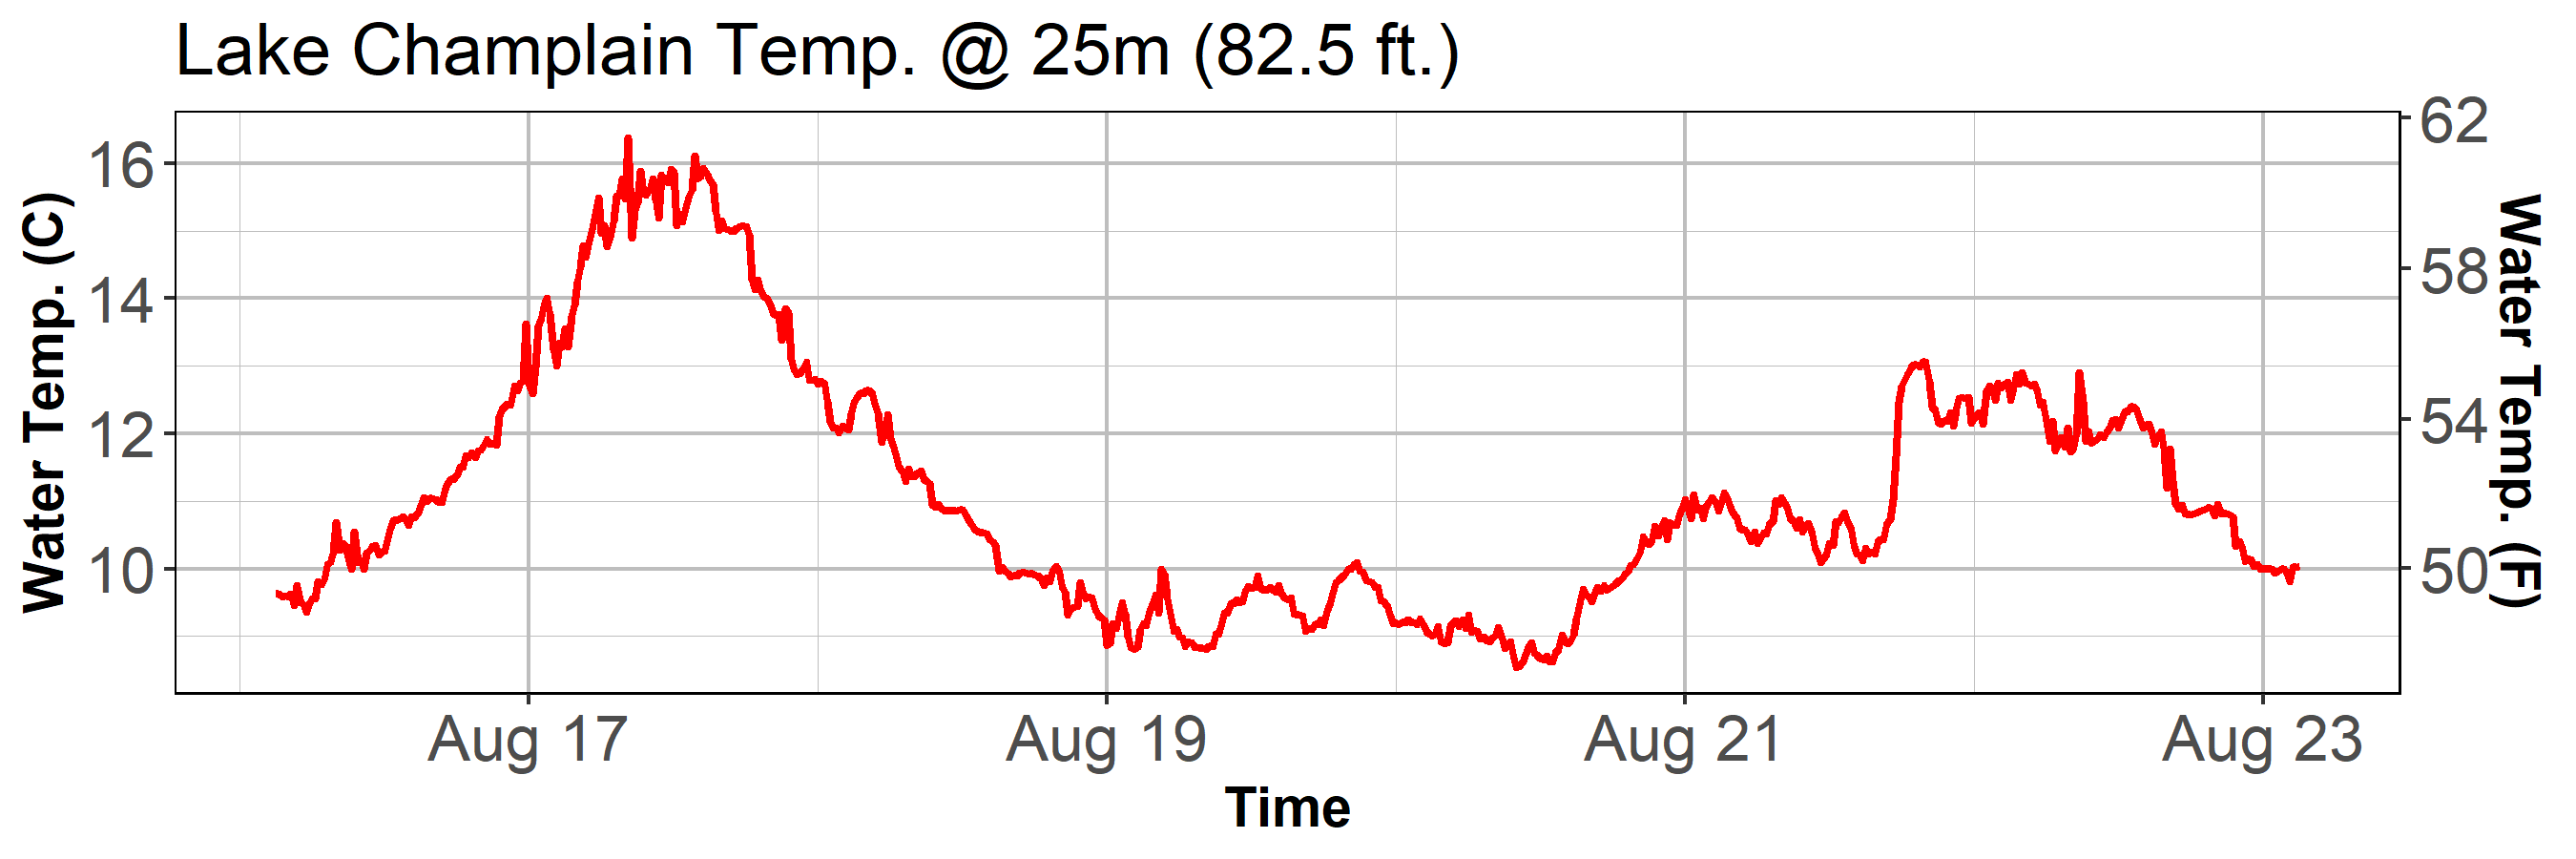 Lake Champlain Temp. @ 25m (82.5 ft.)
Water Temp. (C)
16
14
12
10
62
58
54
50
Water Temp. (F)
Aug 17
Aug 19
Aug 21
Aug 23
Time